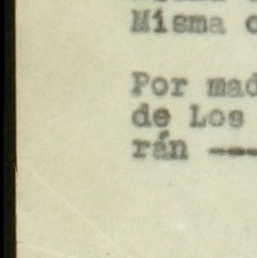 Misma
Por mad
de Los
rán ----